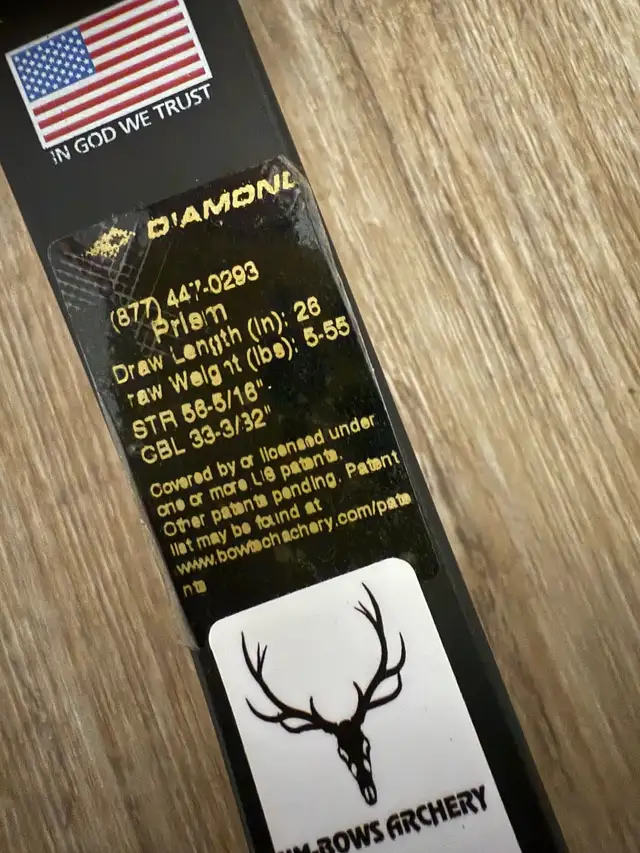 IN GOD WE TRUST
DIAMOND
(877) 447-0293
Prism
Draw Length (in): 26
raw Weight (lbs): 5-55
STR 56-5/16"
CBL 33-3/32"
Covered by or licensed under
one or more US patents.
Other patents pending. Patent
list may be found at
www.bowtecharchery.com/pate
nts
BOWS ARCHERY